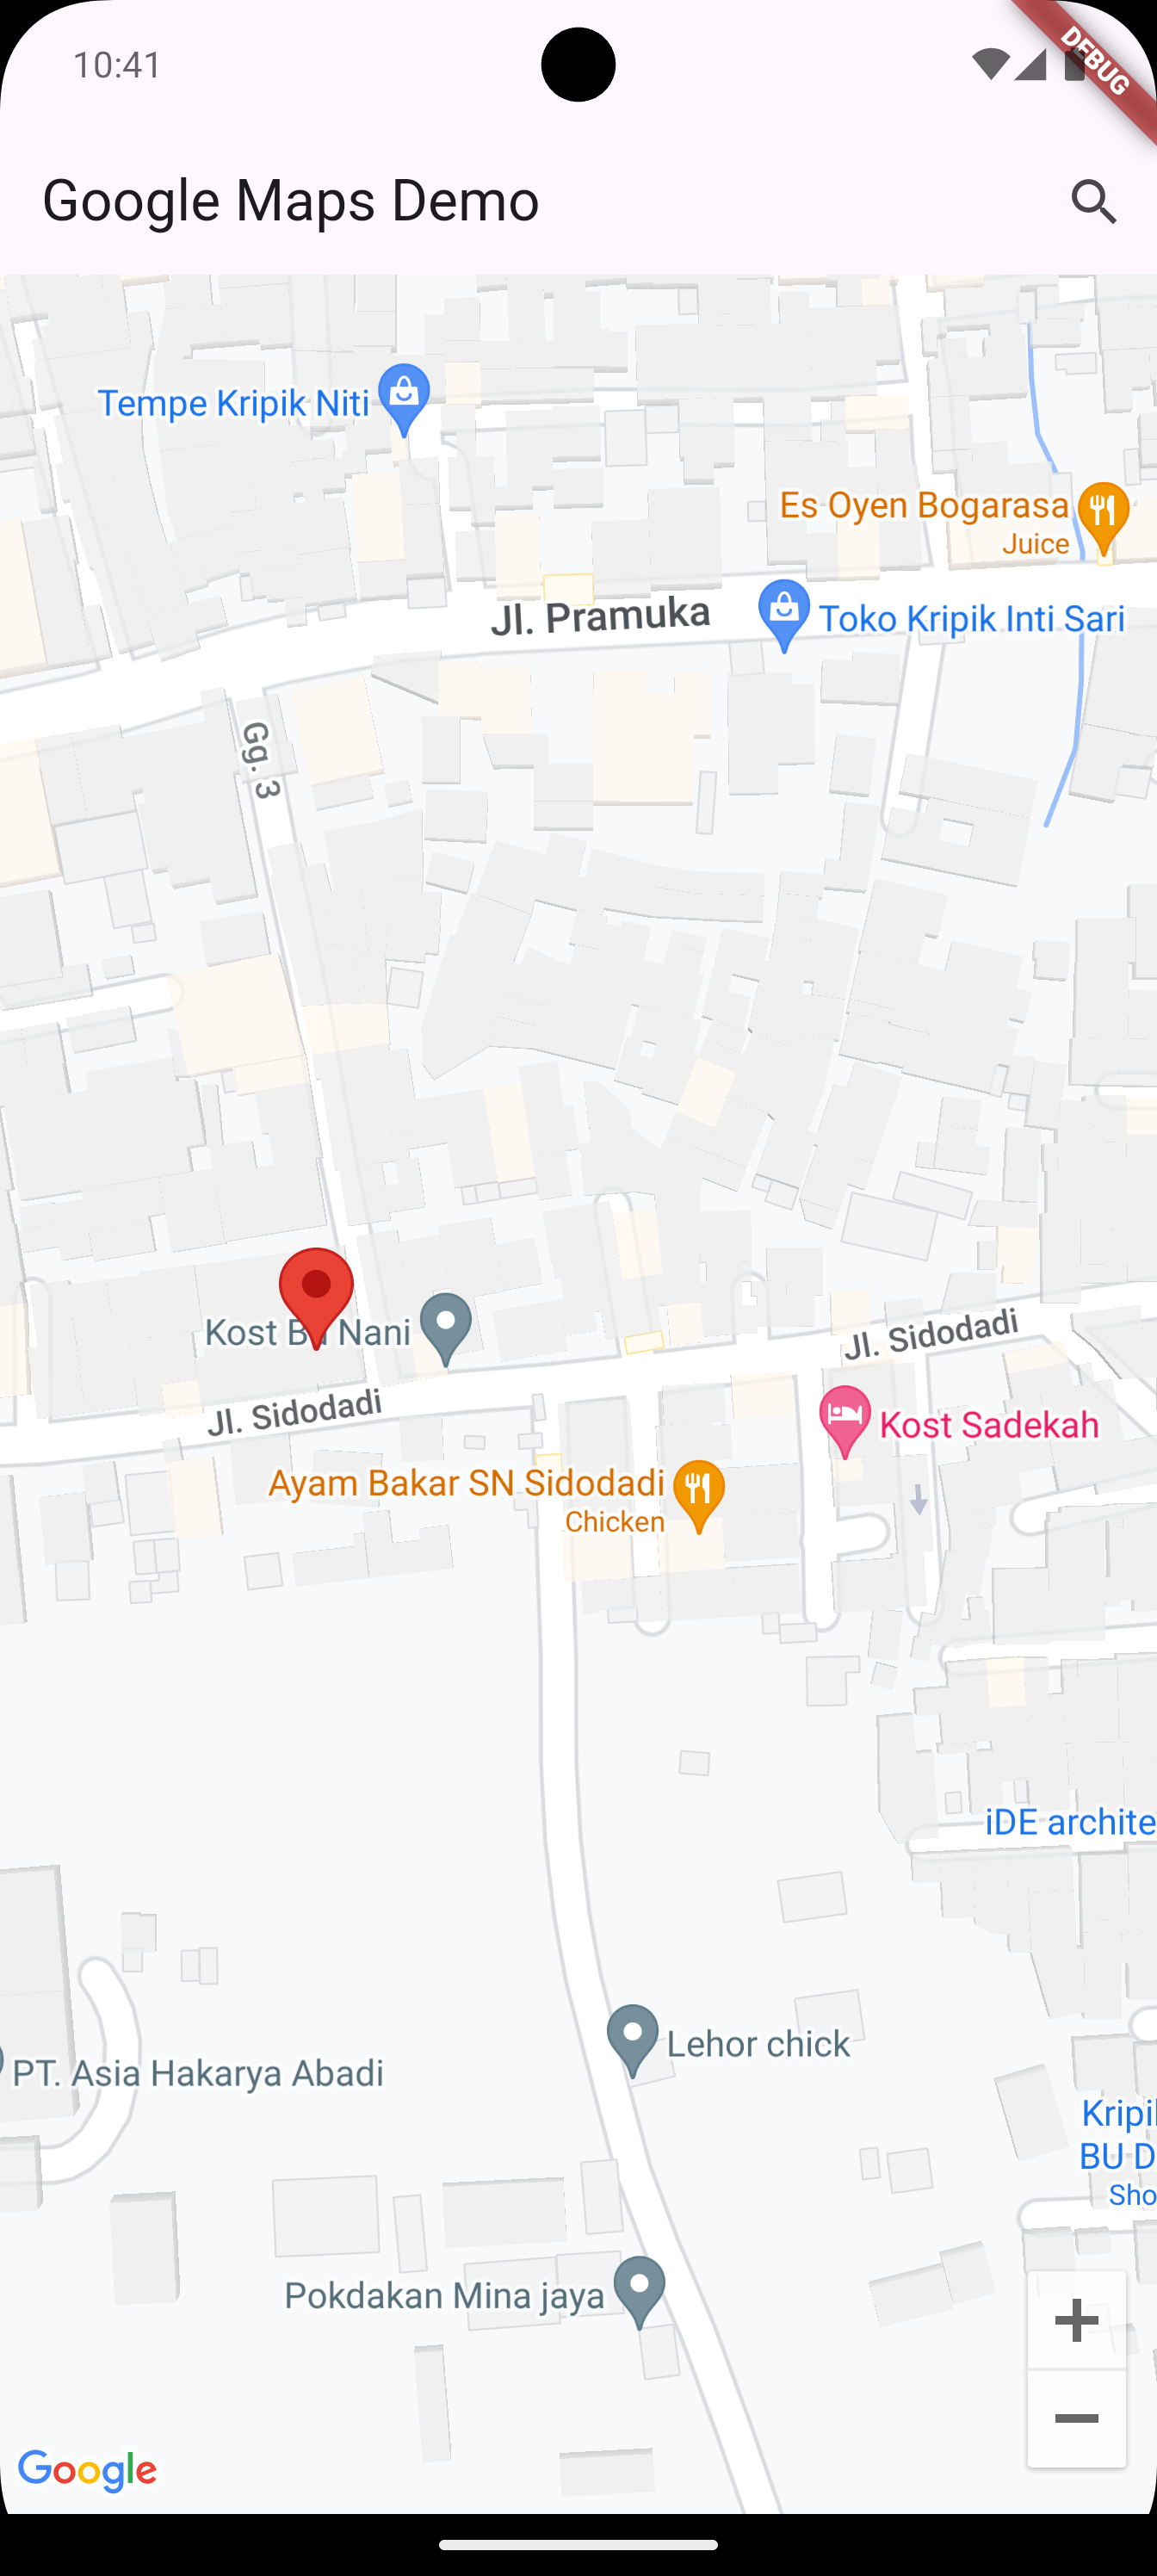 10:41
DEBUG
Google Maps Demo
Tempe Kripik Niti
Es Oyen Bogarasa
Juice
Jl. Pramuka
Toko Kripik Inti Sari
Gg. 3
Kost Bu Nani
Jl. Sidodadi
Jl. Sidodadi
Kost Sadekah
Ayam Bakar SN Sidodadi
Chicken
iDE archite
Lehor chick
PT. Asia Hakarya Abadi
Kripi
BU D
Sho
Pokdakan Mina jaya
Google